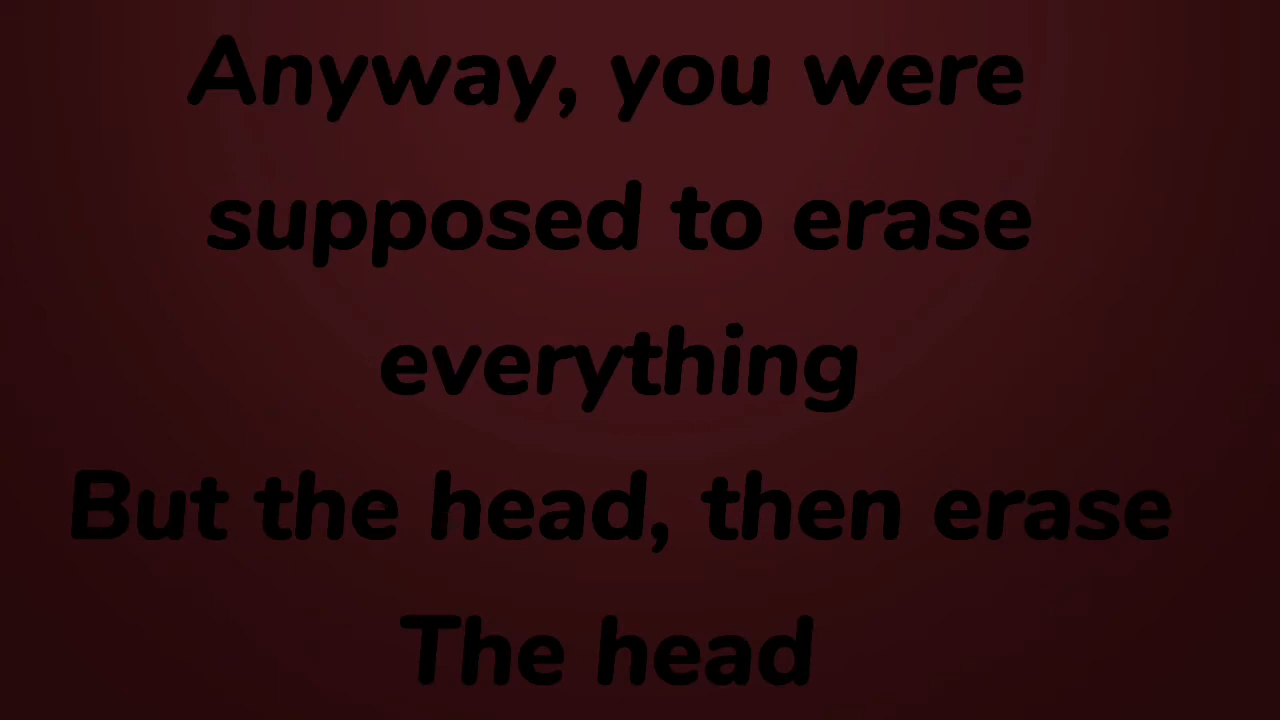 Anyway, you were
supposed to erase
everything
But the head, then erase
The head